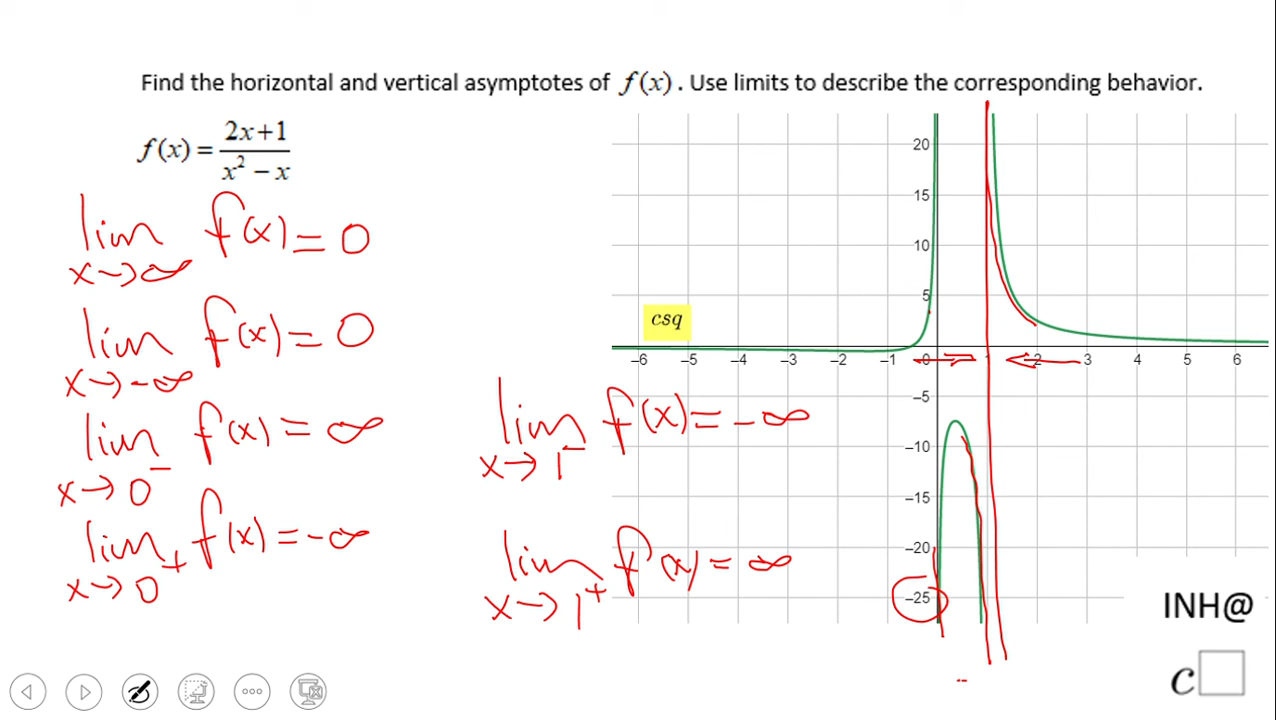 Find the horizontal and vertical asymptotes of f(x). Use limits to describe the corresponding behavior.
f(x) = (2x+1)/(x² − x)
lim x→∞ f(x) = 0
lim x→-∞ f(x) = 0
lim x→0⁻ f(x) = ∞
lim x→0⁺ f(x) = -∞
lim x→1⁻ f(x) = -∞
lim x→1⁺ f(x) = ∞
csq
20
15
10
5
−6 −5 −4 −3 −2 −1 0 1 2 3 4 5 6
−5
−10
−15
−20
−25
INH@
c□